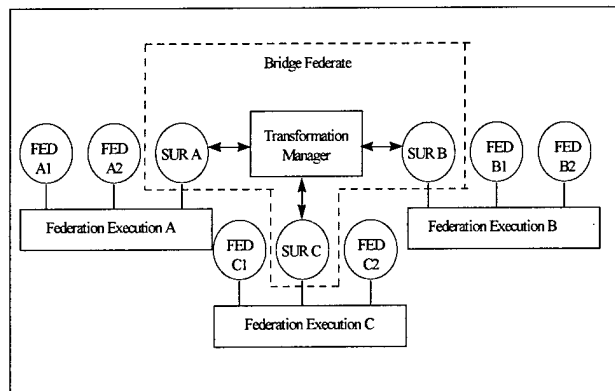 Bridge Federate
Transformation
Manager
FED
A1
FED
A2
SUR A
SUR B
FED
B1
FED
B2
Federation Execution A
Federation Execution B
FED
C1
SUR C
FED
C2
Federation Execution C